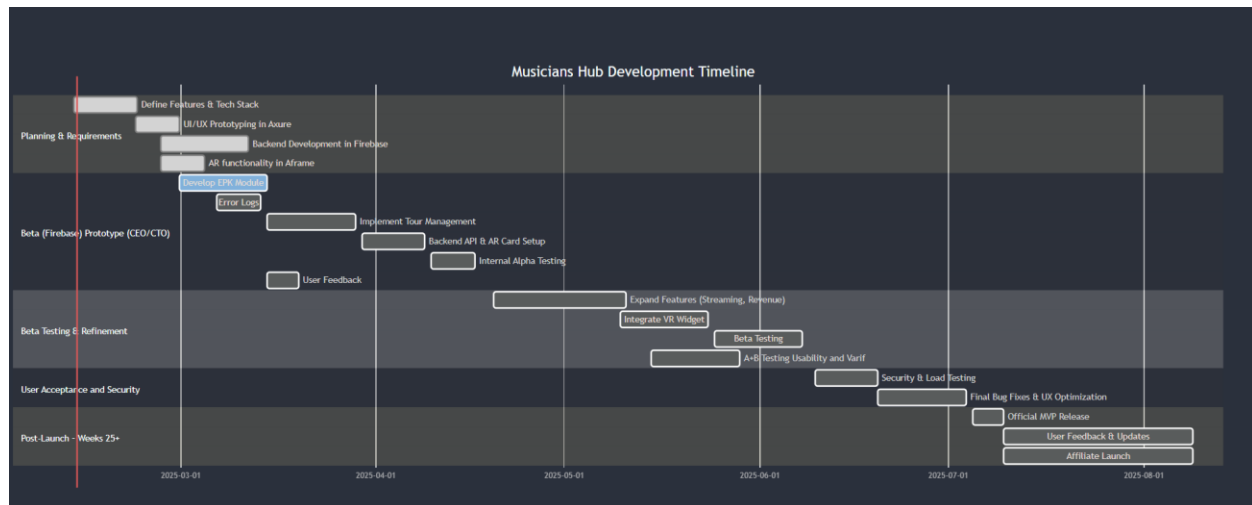 Musicians Hub Development Timeline
Define Features & Tech Stack
UI/UX Prototyping in Axure
Planning & Requirements
Backend Development in Firebase
AR functionality in Aframe
Develop EPK Module
Error Logs
Implement Tour Management
Beta (Firebase) Prototype (CEO/CTO)
Backend API & AR Card Setup
Internal Alpha Testing
User Feedback
Expand Features (Streaming, Revenue)
Integrate VR Widget
Beta Testing & Refinement
Beta Testing
A+B Testing Usability and Varif
Security & Load Testing
User Acceptance and Security
Final Bug Fixes & UX Optimization
Official MVP Release
Post-Launch - Weeks 25+
User Feedback & Updates
Affiliate Launch
2025-03-01 2025-04-01 2025-05-01 2025-06-01 2025-07-01 2025-08-01